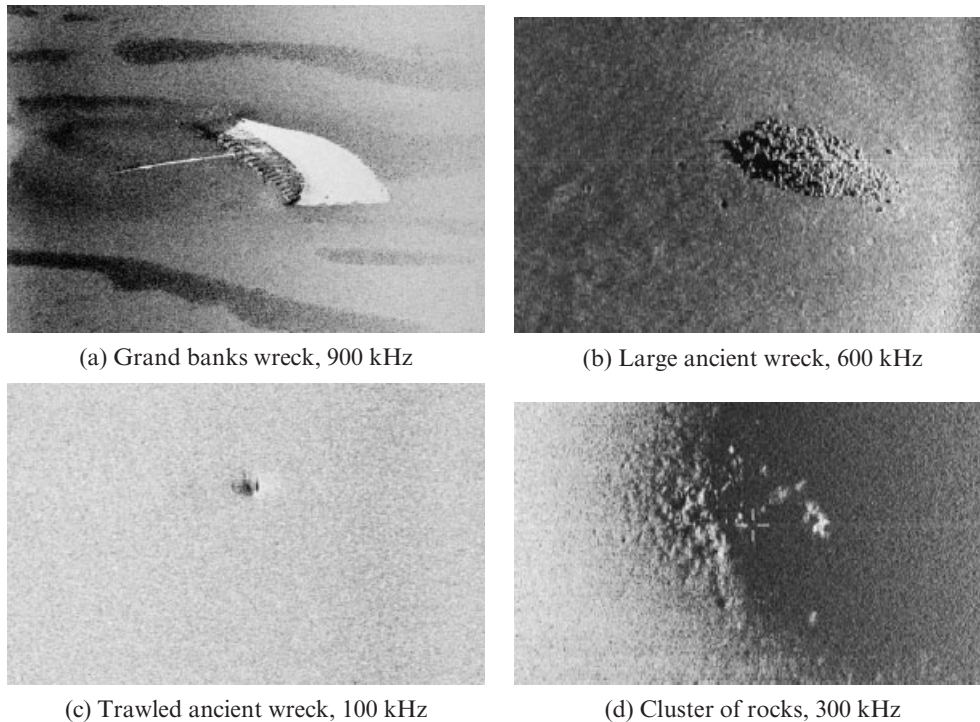 (a) Grand banks wreck, 900 kHz
(b) Large ancient wreck, 600 kHz
(c) Trawled ancient wreck, 100 kHz
(d) Cluster of rocks, 300 kHz